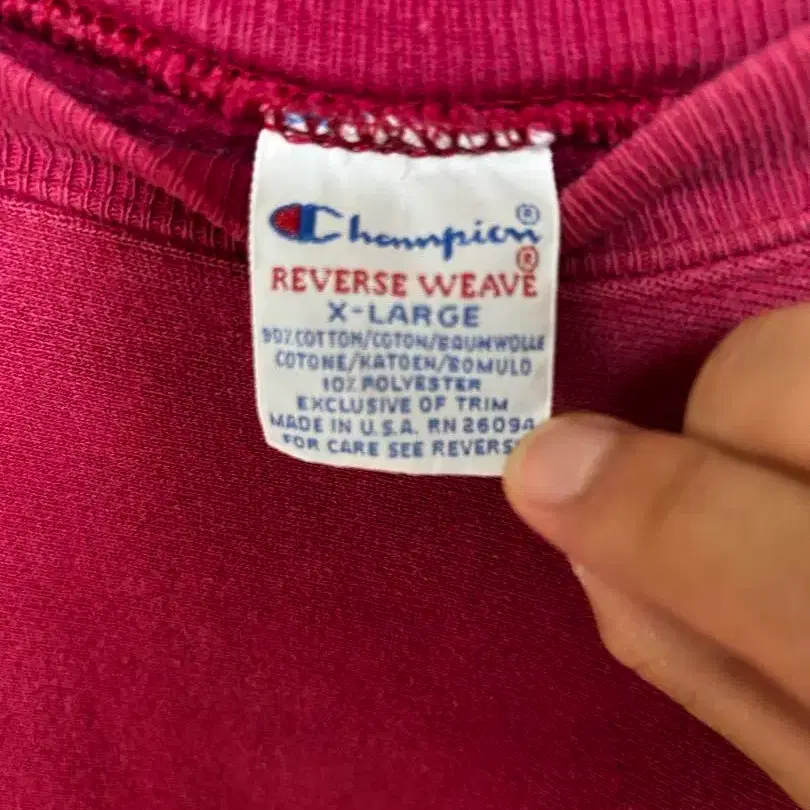 Champion®
REVERSE WEAVE®
X-LARGE
90% COTTON/COTON/BAUMWOLLE
COTONE/KATOEN/BOMULD
10% POLYESTER
EXCLUSIVE OF TRIM
MADE IN U.S.A. RN 26094
FOR CARE SEE REVERS